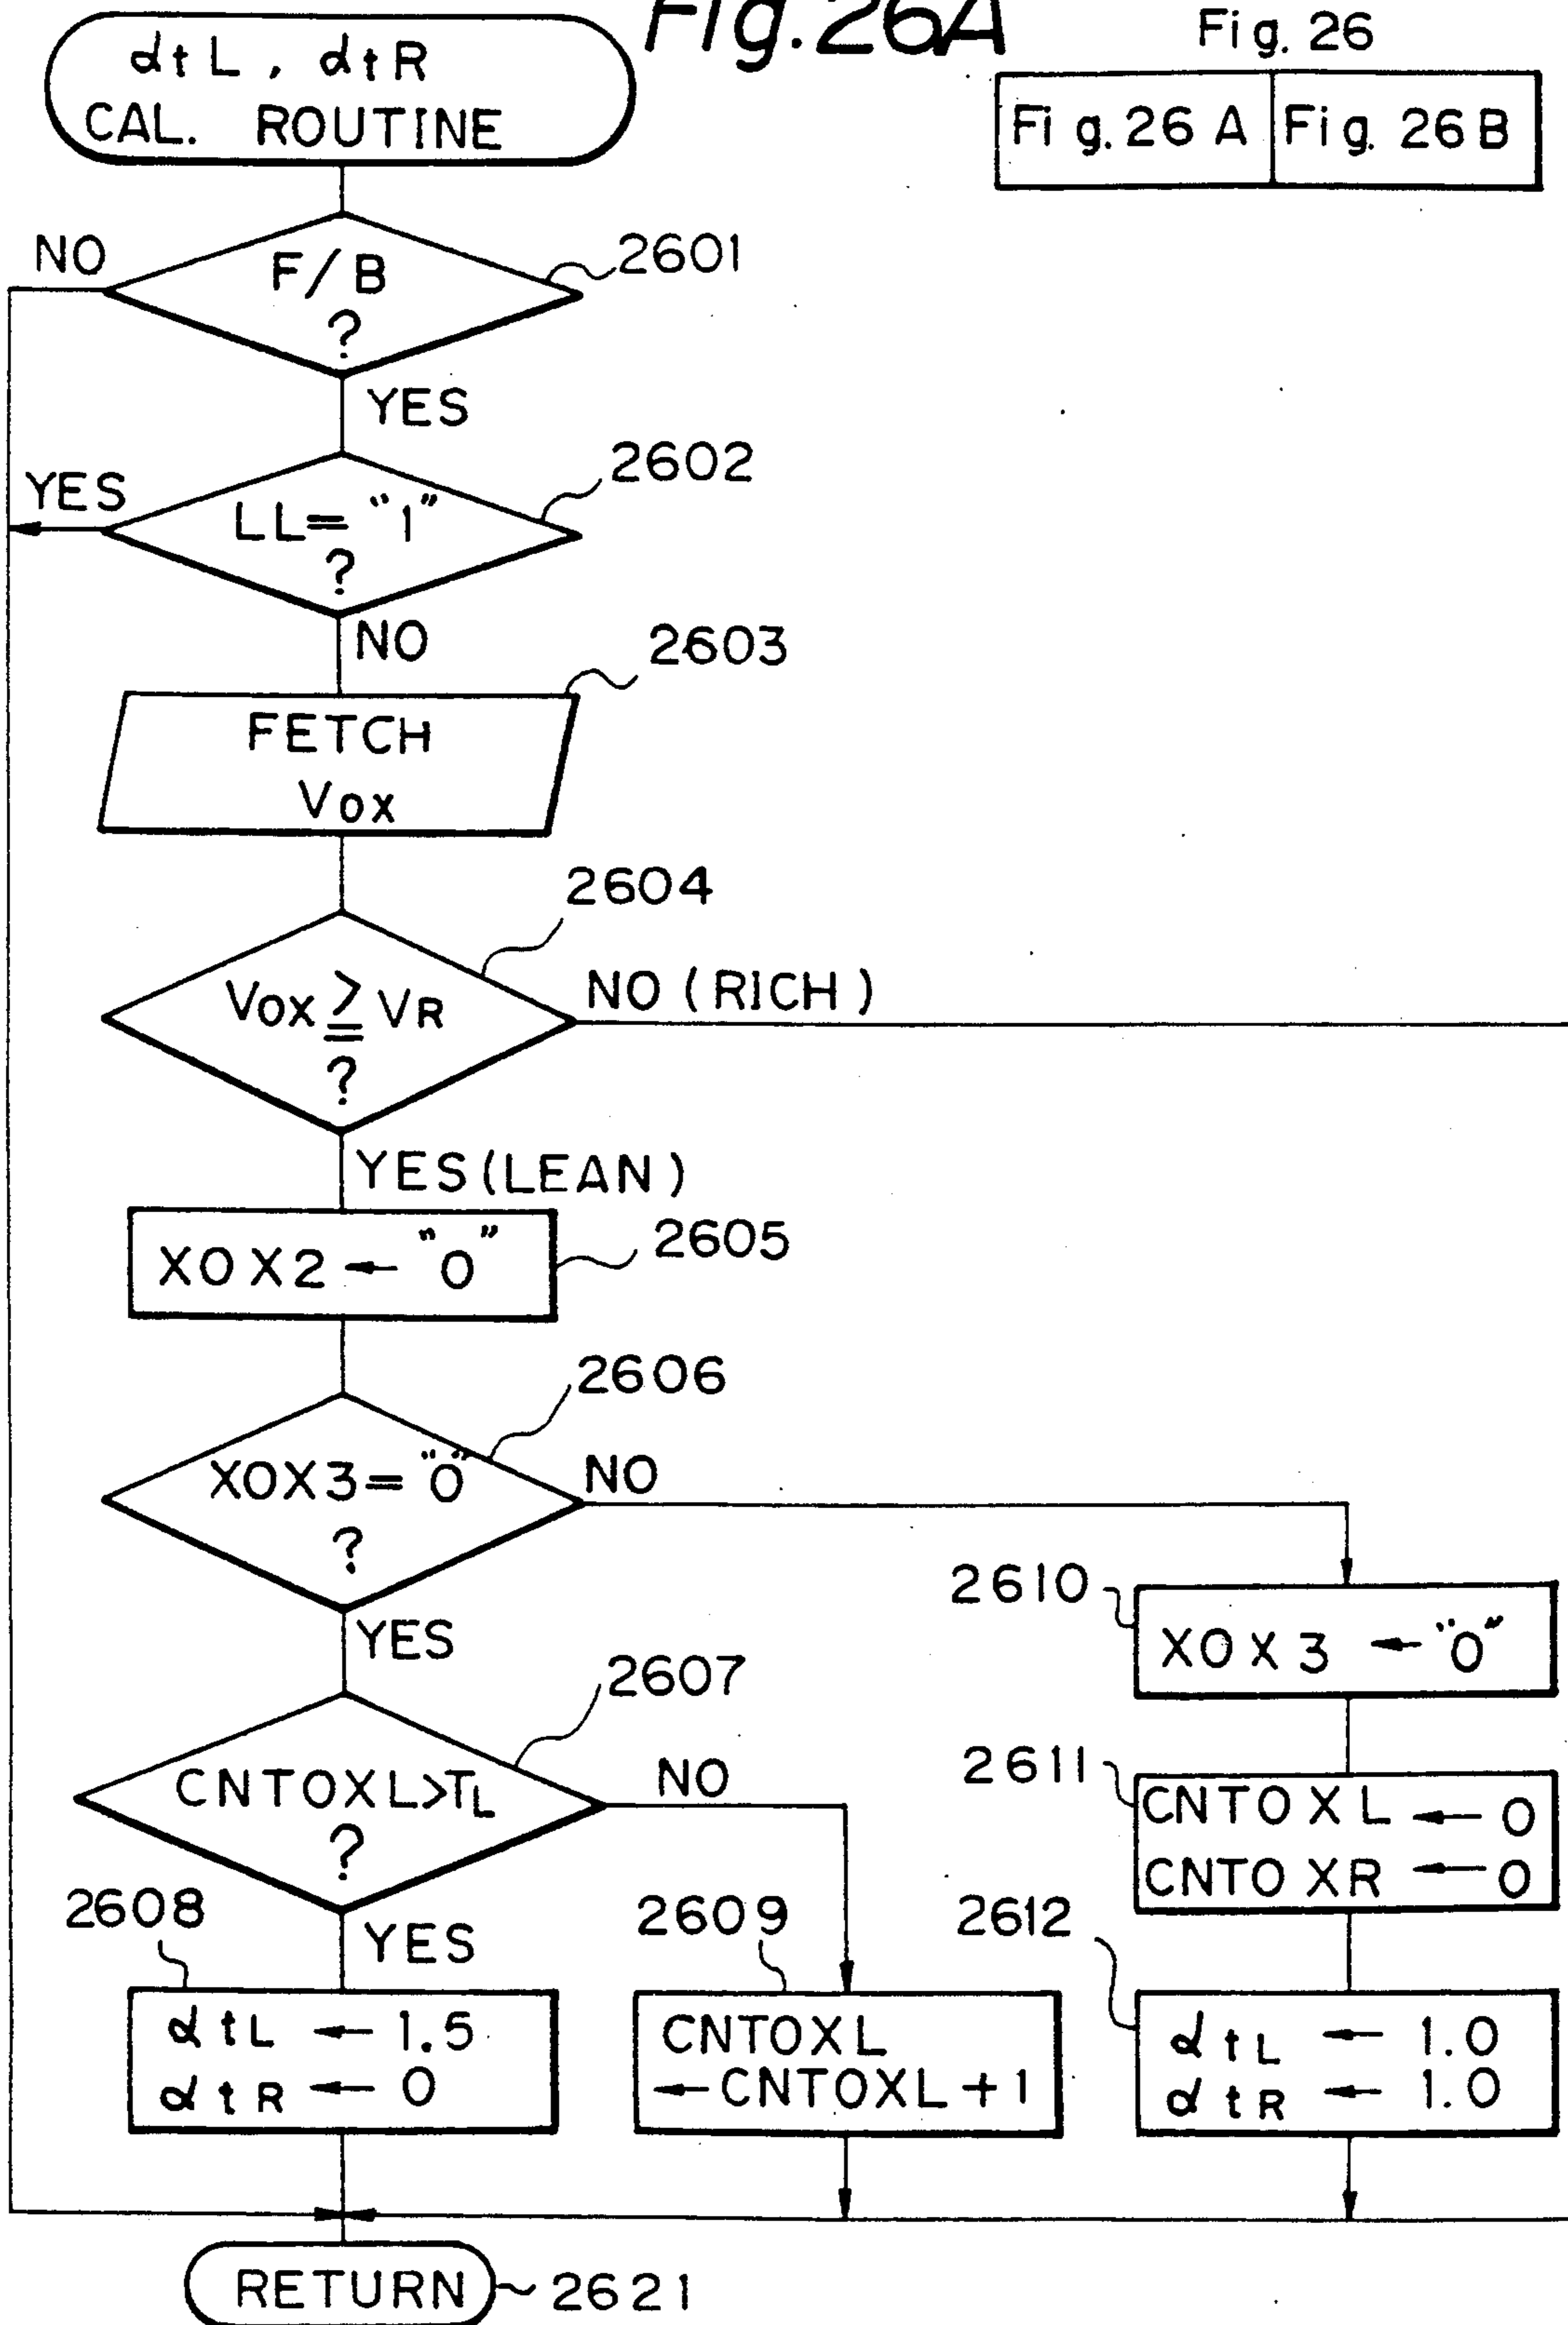 Fig. 26A
Fig. 26
Fig. 26 A Fig. 26 B
αtL , αtR
CAL. ROUTINE
NO
F/B
?
2601
YES
YES
LL= "1"
?
2602
NO
2603
FETCH
VOX
2604
VOX ≧ VR
?
NO (RICH)
YES (LEAN)
XOX2 ← "0"
2605
2606
XOX3= "0"
?
NO
YES
2610
XOX3 ← "0"
2607
CNTOXL>TL
?
NO
2611
CNTOXL ← 0
CNTOXR ← 0
2608
YES
2609
2612
αtL ← 1.5
αtR ← 0
CNTOXL
← CNTOXL + 1
αtL ← 1.0
αtR ← 1.0
RETURN
2621